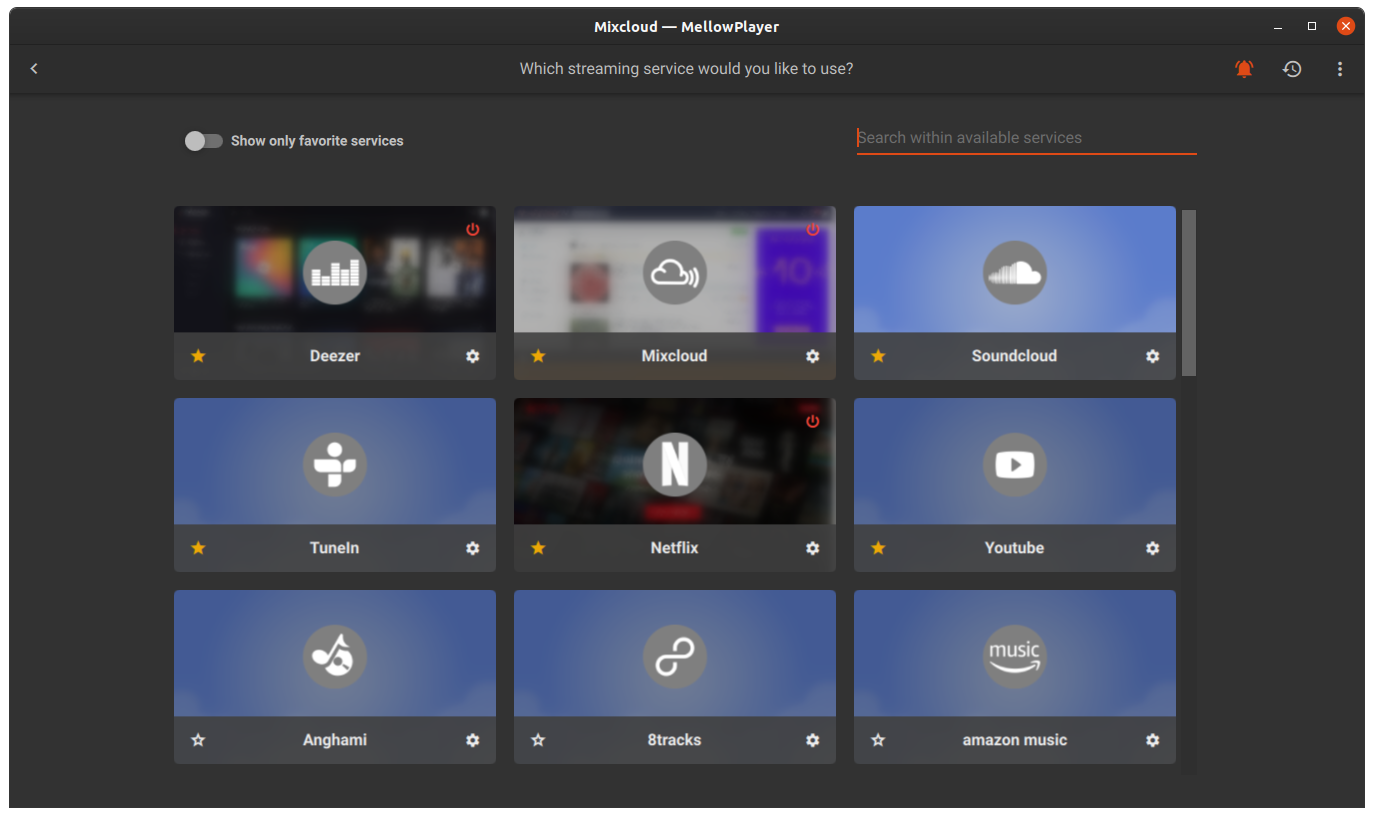 Mixcloud — MellowPlayer
Which streaming service would you like to use?
Show only favorite services
Search within available services
Deezer
Mixcloud
Soundcloud
TuneIn
N
Netflix
Youtube
music
Anghami
8tracks
amazon music